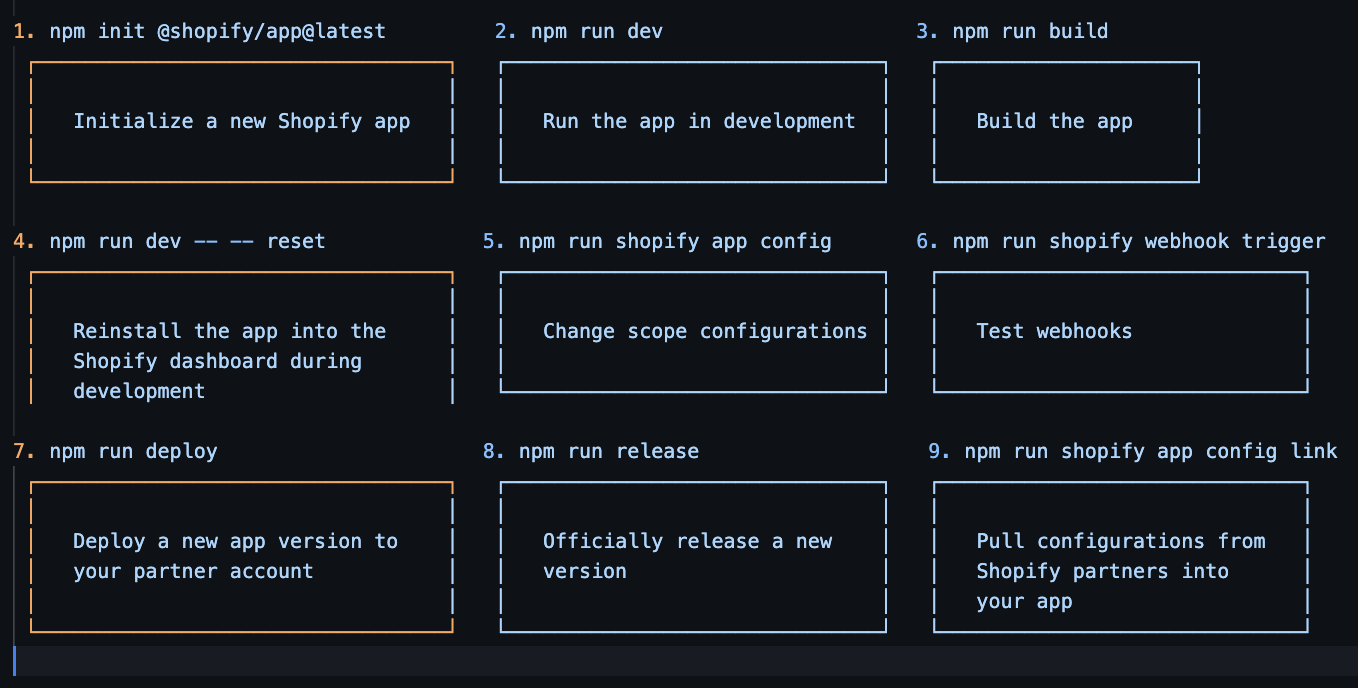 1. npm init @shopify/app@latest
2. npm run dev
3. npm run build
Initialize a new Shopify app
Run the app in development
Build the app
4. npm run dev -- -- reset
5. npm run shopify app config
6. npm run shopify webhook trigger
Reinstall the app into the
Shopify dashboard during
development
Change scope configurations
Test webhooks
7. npm run deploy
8. npm run release
9. npm run shopify app config link
Deploy a new app version to
your partner account
Officially release a new
version
Pull configurations from
Shopify partners into
your app